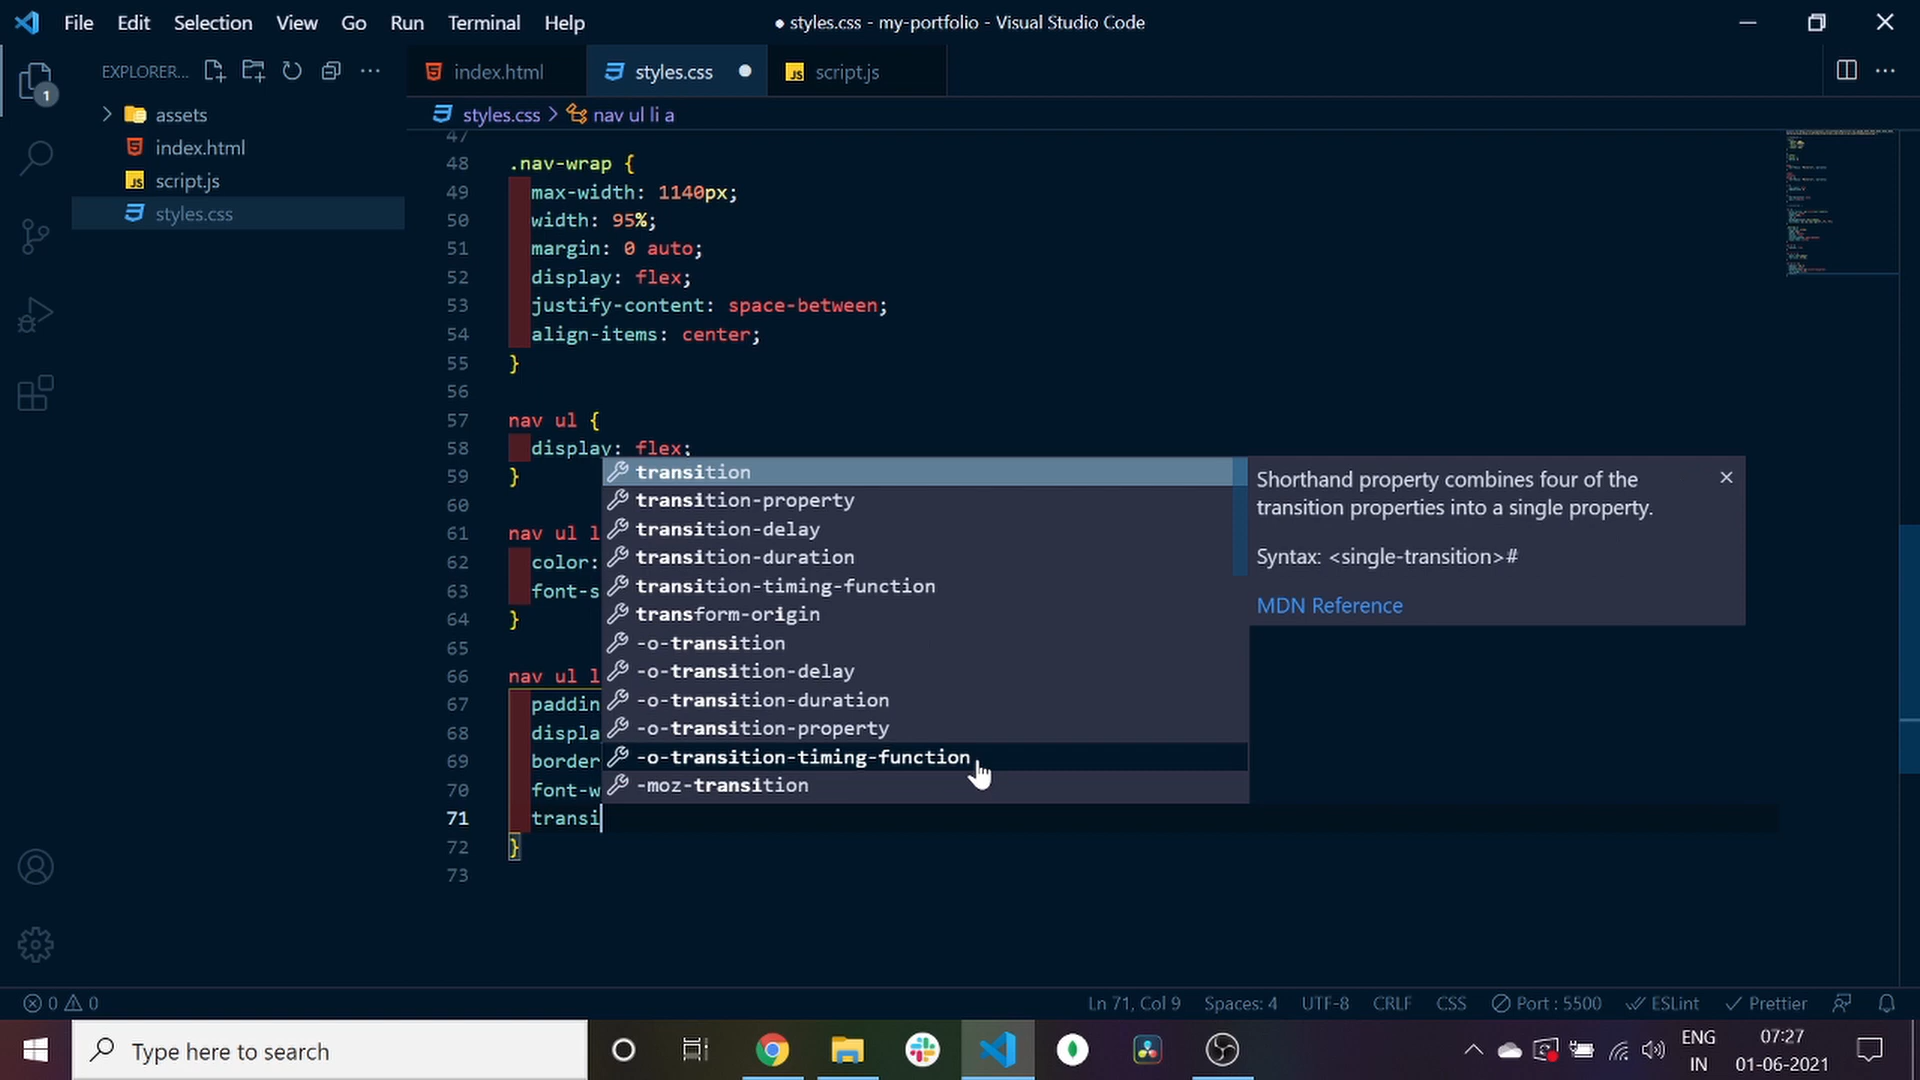 File Edit Selection View Go Run Terminal Help
● styles.css - my-portfolio - Visual Studio Code
EXPLORER...
index.html
styles.css
script.js
styles.css > nav ul li a
1
assets
index.html
script.js
styles.css
47
48 .nav-wrap {
49 max-width: 1140px;
50 width: 95%;
51 margin: 0 auto;
52 display: flex;
53 justify-content: space-between;
54 align-items: center;
55 }
56
57 nav ul {
58 display: flex;
59 }
60
61 nav ul l
62 color:
63 font-s
64 }
65
66 nav ul l
67 paddin
68 displa
69 border
70 font-w
71 transi
72 }
73
transition
transition-property
transition-delay
transition-duration
transition-timing-function
transform-origin
-o-transition
-o-transition-delay
-o-transition-duration
-o-transition-property
-o-transition-timing-function
-moz-transition
Shorthand property combines four of the
transition properties into a single property.
Syntax: <single-transition>#
MDN Reference
0 0
Ln 71, Col 9 Spaces: 4 UTF-8 CRLF CSS Port : 5500 ESLint Prettier
Type here to search
ENG
IN
07:27
01-06-2021